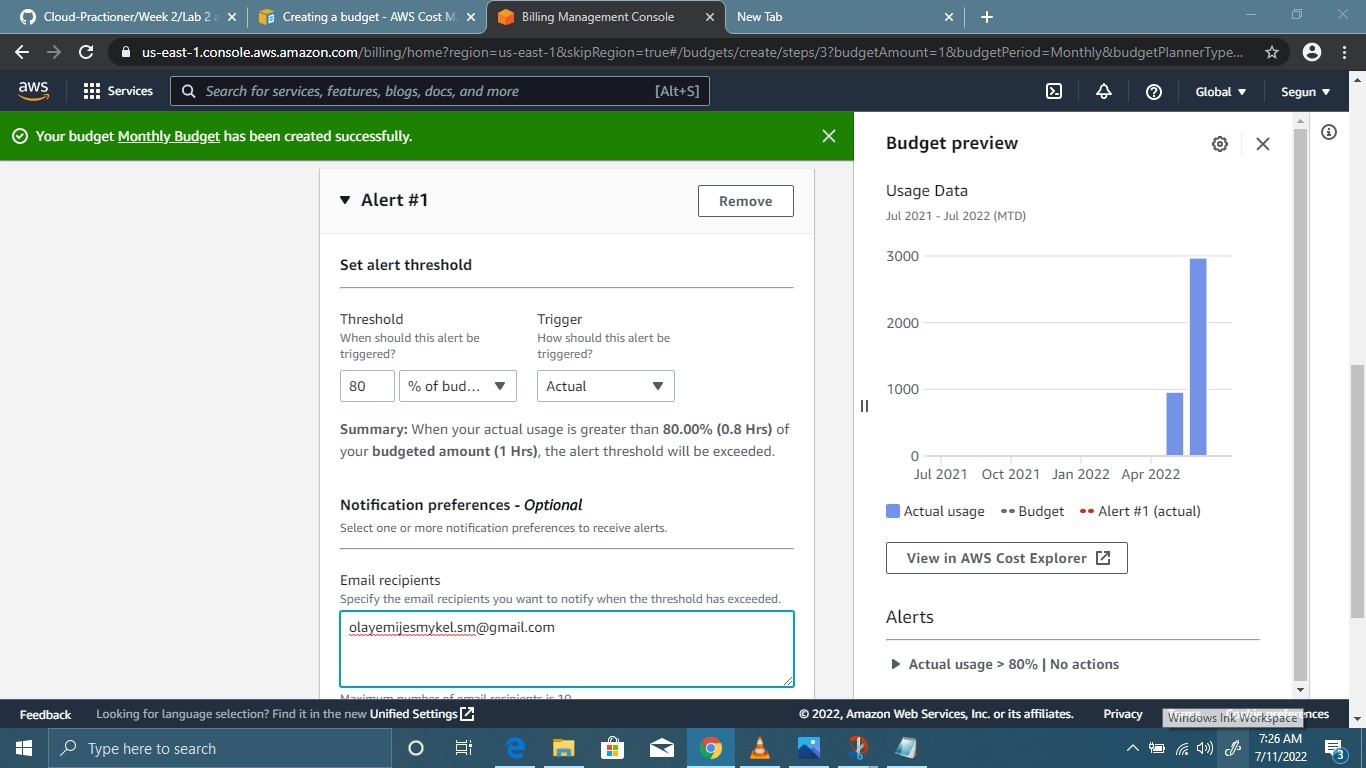 Cloud-Practioner/Week 2/Lab 2 a
Creating a budget - AWS Cost M
Billing Management Console
New Tab
us-east-1.console.aws.amazon.com/billing/home?region=us-east-1&skipRegion=true#/budgets/create/steps/3?budgetAmount=1&budgetPeriod=Monthly&budgetPlannerType...
aws
Services
Search for services, features, blogs, docs, and more
[Alt+S]
Global
Segun
Your budget Monthly Budget has been created successfully.
Alert #1
Remove
Set alert threshold
Threshold
When should this alert be
triggered?
80
% of bud...
Trigger
How should this alert be
triggered?
Actual
Summary: When your actual usage is greater than 80.00% (0.8 Hrs) of
your budgeted amount (1 Hrs), the alert threshold will be exceeded.
Notification preferences - Optional
Select one or more notification preferences to receive alerts.
Email recipients
Specify the email recipients you want to notify when the threshold has exceeded.
olayemijesmykel.sm@gmail.com
Maximum number of email recipients is 10
Budget preview
Usage Data
Jul 2021 - Jul 2022 (MTD)
3000
2000
1000
0
Jul 2021 Oct 2021 Jan 2022 Apr 2022
Actual usage Budget Alert #1 (actual)
View in AWS Cost Explorer
Alerts
Actual usage > 80% | No actions
Feedback
Looking for language selection? Find it in the new Unified Settings
© 2022, Amazon Web Services, Inc. or its affiliates.
Privacy
preferences
Windows Ink Workspace
Type here to search
7:26 AM
7/11/2022
3